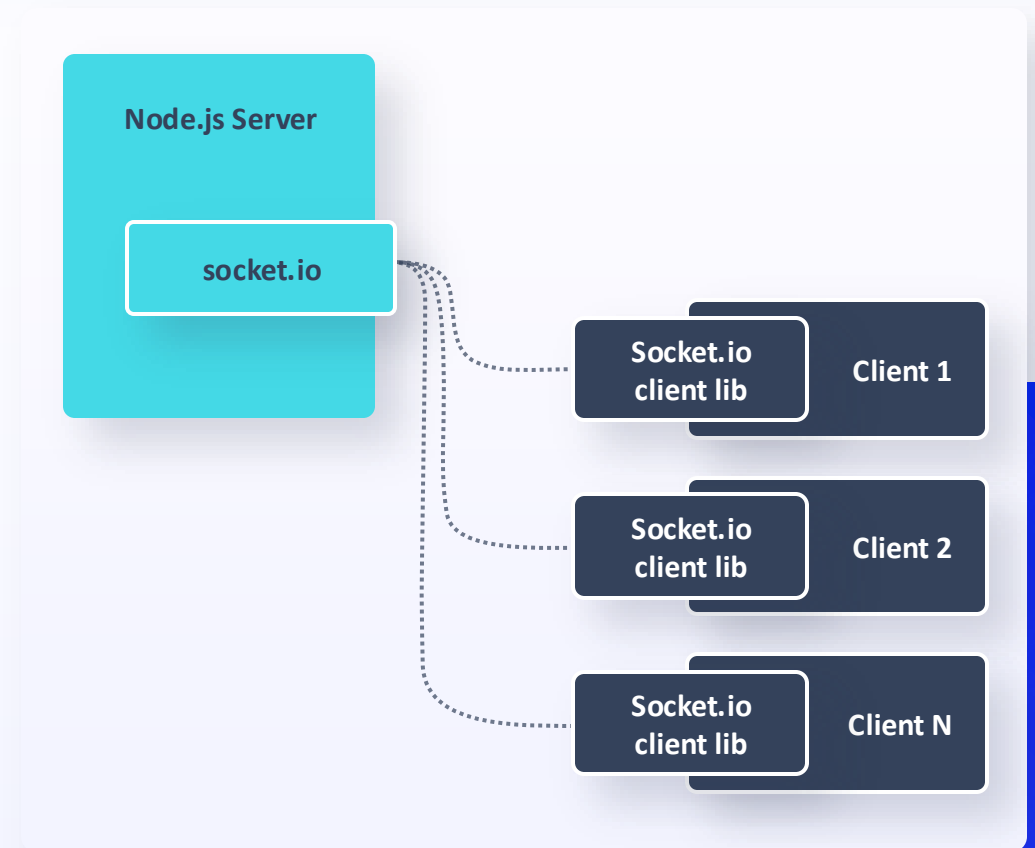 Node.js Server
socket.io
Socket.io
client lib
Client 1
Socket.io
client lib
Client 2
Socket.io
client lib
Client N